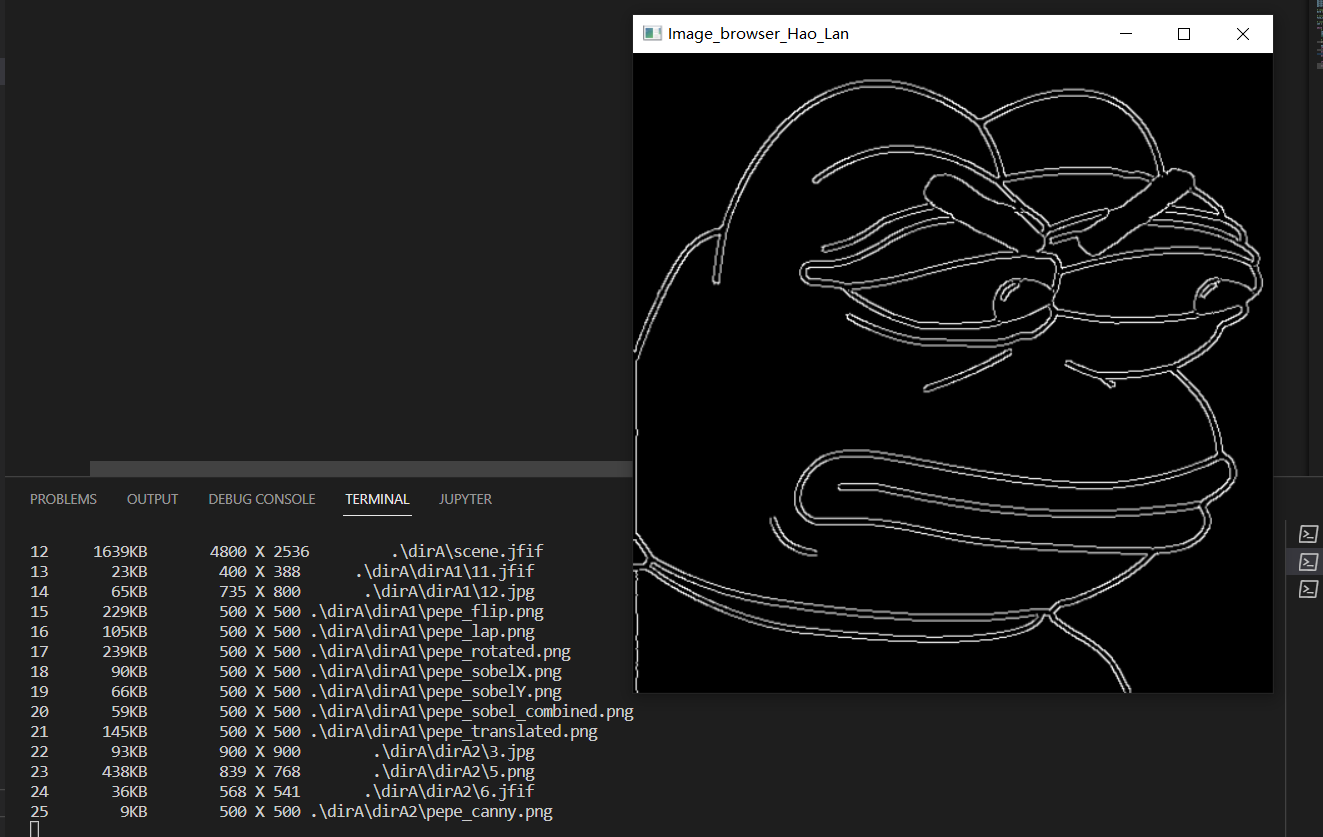 Image_browser_Hao_Lan
PROBLEMS OUTPUT DEBUG CONSOLE TERMINAL JUPYTER
12 1639KB 4800 X 2536 .\dirA\scene.jfif
13 23KB 400 X 388 .\dirA\dirA1\11.jfif
14 65KB 735 X 800 .\dirA\dirA1\12.jpg
15 229KB 500 X 500 .\dirA\dirA1\pepe_flip.png
16 105KB 500 X 500 .\dirA\dirA1\pepe_lap.png
17 239KB 500 X 500 .\dirA\dirA1\pepe_rotated.png
18 90KB 500 X 500 .\dirA\dirA1\pepe_sobelX.png
19 66KB 500 X 500 .\dirA\dirA1\pepe_sobelY.png
20 59KB 500 X 500 .\dirA\dirA1\pepe_sobel_combined.png
21 145KB 500 X 500 .\dirA\dirA1\pepe_translated.png
22 93KB 900 X 900 .\dirA\dirA2\3.jpg
23 438KB 839 X 768 .\dirA\dirA2\5.png
24 36KB 568 X 541 .\dirA\dirA2\6.jfif
25 9KB 500 X 500 .\dirA\dirA2\pepe_canny.png